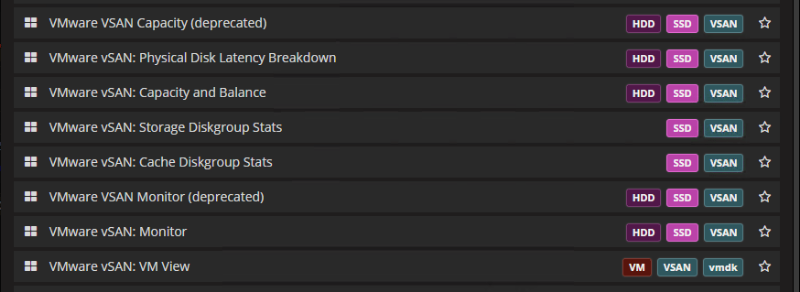 VMware VSAN Capacity (deprecated) HDD SSD VSAN
VMware vSAN: Physical Disk Latency Breakdown HDD SSD VSAN
VMware vSAN: Capacity and Balance HDD SSD VSAN
VMware vSAN: Storage Diskgroup Stats SSD VSAN
VMware vSAN: Cache Diskgroup Stats SSD VSAN
VMware VSAN Monitor (deprecated) HDD SSD VSAN
VMware vSAN: Monitor HDD SSD VSAN
VMware vSAN: VM View VM VSAN vmdk